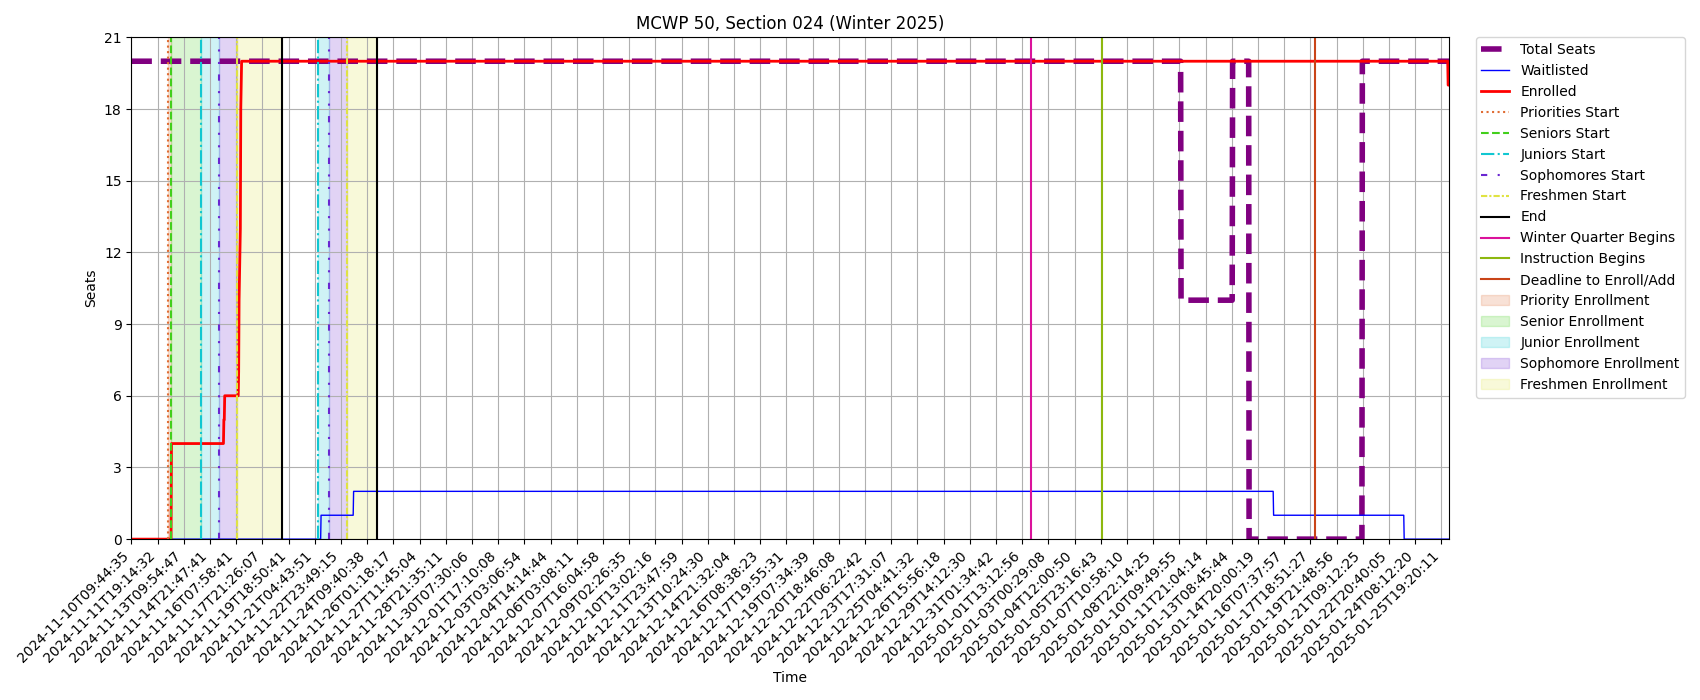 MCWP 50, Section 024 (Winter 2025)
Seats
21
18
15
12
9
6
3
0
2024-11-10T09:44:35
2024-11-11T19:14:32
2024-11-13T09:54:47
2024-11-14T21:47:41
2024-11-16T07:58:41
2024-11-17T21:26:07
2024-11-19T18:50:41
2024-11-21T04:43:51
2024-11-22T23:49:15
2024-11-24T09:40:38
2024-11-26T01:18:17
2024-11-27T11:45:04
2024-11-28T21:35:11
2024-11-30T07:30:06
2024-12-01T17:10:08
2024-12-03T03:06:54
2024-12-04T14:14:44
2024-12-06T03:08:11
2024-12-07T16:04:58
2024-12-09T02:26:35
2024-12-10T13:02:16
2024-12-11T23:47:59
2024-12-13T10:24:30
2024-12-14T21:32:04
2024-12-16T08:38:23
2024-12-17T19:55:31
2024-12-19T07:34:39
2024-12-20T18:46:08
2024-12-22T06:22:42
2024-12-23T17:31:07
2024-12-25T04:41:32
2024-12-26T15:56:18
2024-12-29T14:12:30
2024-12-31T01:34:42
2025-01-01T13:12:56
2025-01-03T00:29:08
2025-01-04T12:00:50
2025-01-05T23:16:43
2025-01-07T10:58:10
2025-01-08T22:14:25
2025-01-10T09:49:55
2025-01-11T21:04:14
2025-01-13T08:45:44
2025-01-14T20:00:19
2025-01-16T07:37:57
2025-01-17T18:51:27
2025-01-19T21:48:56
2025-01-21T09:12:25
2025-01-22T20:40:05
2025-01-24T08:12:20
2025-01-25T19:20:11
Time
Total Seats
Waitlisted
Enrolled
Priorities Start
Seniors Start
Juniors Start
Sophomores Start
Freshmen Start
End
Winter Quarter Begins
Instruction Begins
Deadline to Enroll/Add
Priority Enrollment
Senior Enrollment
Junior Enrollment
Sophomore Enrollment
Freshmen Enrollment